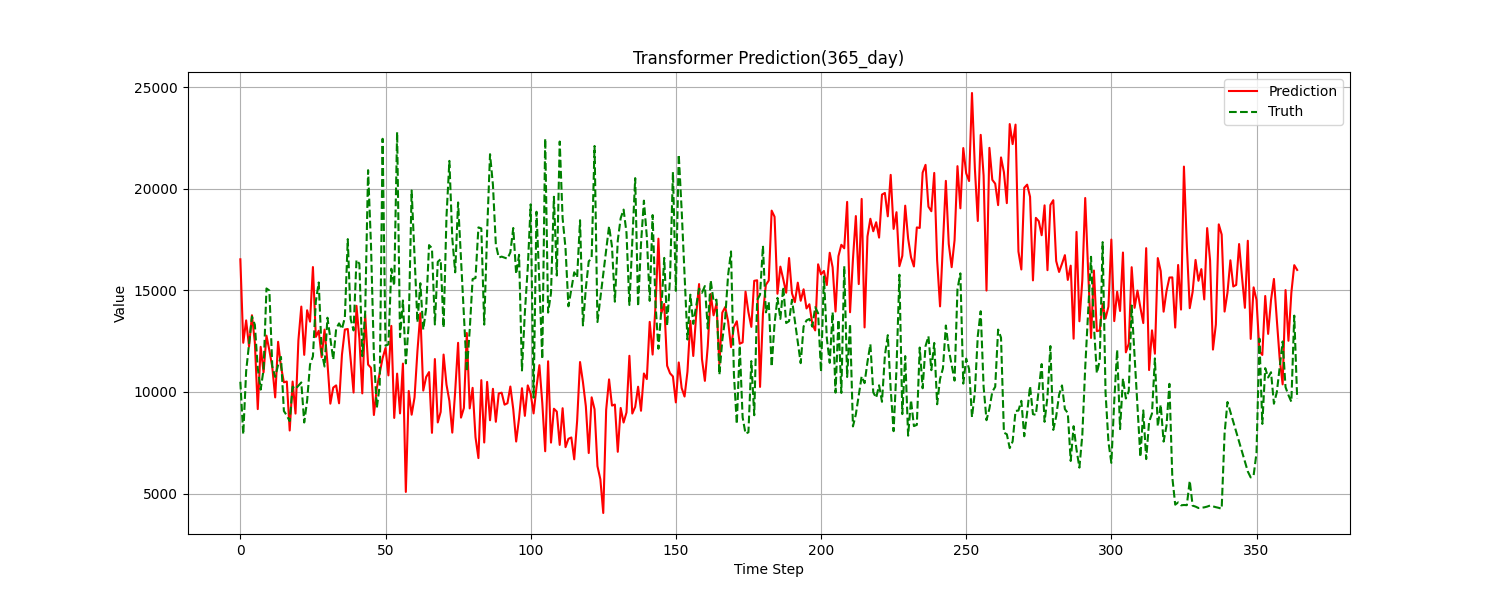 Transformer Prediction(365_day)
25000
20000
15000
10000
5000
Value
0 50 100 150 200 250 300 350
Time Step
Prediction
Truth